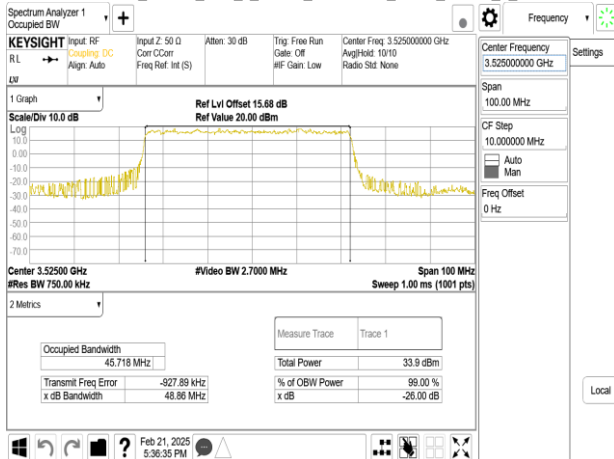 Spectrum Analyzer 1
Occupied BW
Frequency
KEYSIGHT
RL
Input: RF
Coupling: DC
Align: Auto
Input Z: 50 Ω
Corr CCorr
Freq Ref: Int (S)
Atten: 30 dB
Trig: Free Run
Gate: Off
#IF Gain: Low
Center Freq: 3.525000000 GHz
Avg|Hold: 10/10
Radio Std: None
LXI
Center Frequency
3.525000000 GHz
Settings
Span
100.00 MHz
CF Step
10.000000 MHz
Auto
Man
Freq Offset
0 Hz
Local
1 Graph
Scale/Div 10.0 dB
Ref Lvl Offset 15.68 dB
Ref Value 20.00 dBm
Log
10.0
0.00
-10.0
-20.0
-30.0
-40.0
-50.0
-60.0
-70.0
Center 3.52500 GHz
#Res BW 750.00 kHz
#Video BW 2.7000 MHz
Span 100 MHz
Sweep 1.00 ms (1001 pts)
2 Metrics
Measure Trace
Trace 1
Occupied Bandwidth
45.718 MHz
Total Power
33.9 dBm
Transmit Freq Error
-927.89 kHz
% of OBW Power
99.00 %
x dB Bandwidth
48.86 MHz
x dB
-26.00 dB
Feb 21, 2025
5:36:35 PM